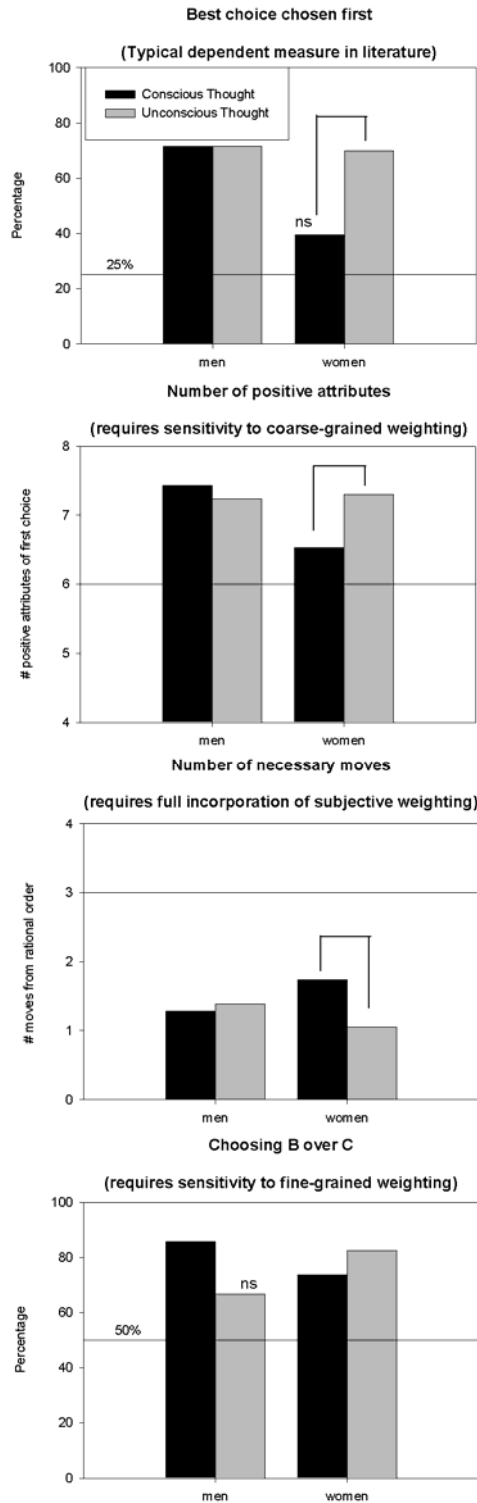 Best choice chosen first
(Typical dependent measure in literature)
100
Conscious Thought
Unconscious Thought
80
60
Percentage
ns
40
25%
20
0
men women
Number of positive attributes
(requires sensitivity to coarse-grained weighting)
8
7
# positive attributes of first choice
6
5
4
men women
Number of necessary moves
(requires full incorporation of subjective weighting)
4
3
# moves from rational order
2
1
0
men women
Choosing B over C
(requires sensitivity to fine-grained weighting)
100
80
ns
60
Percentage
50%
40
20
0
men women